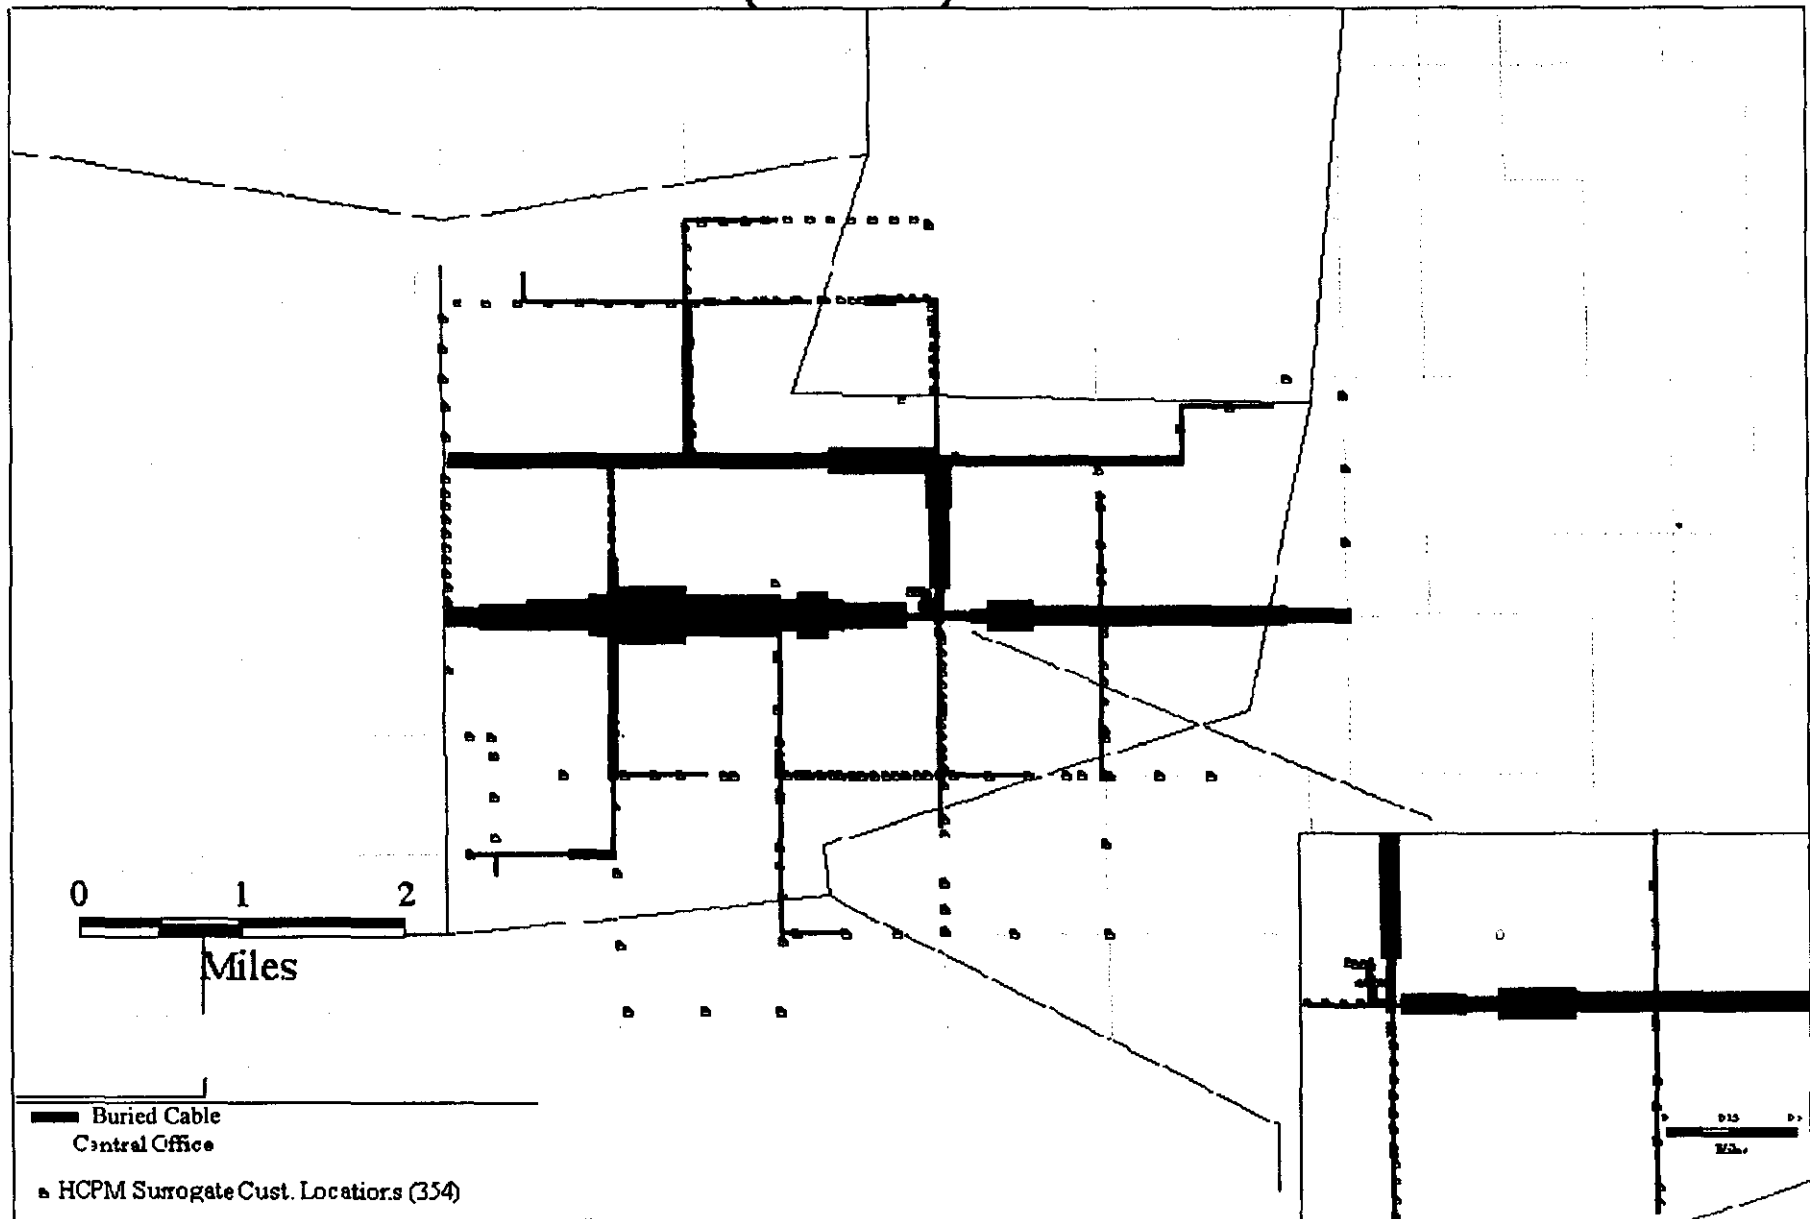 0 1 2
Miles
Buried Cable
Central Office
HCPM Surrogate Cust. Locations (354)